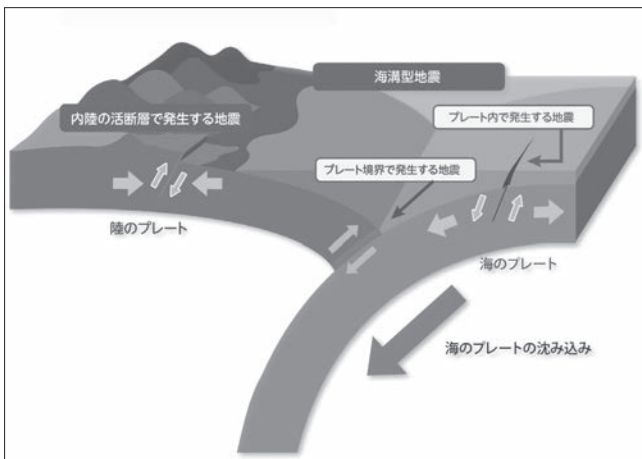 海溝型地震
内陸の活断層で発生する地震
プレート内で発生する地震
プレート境界で発生する地震
陸のプレート
海のプレート
海のプレートの沈み込み